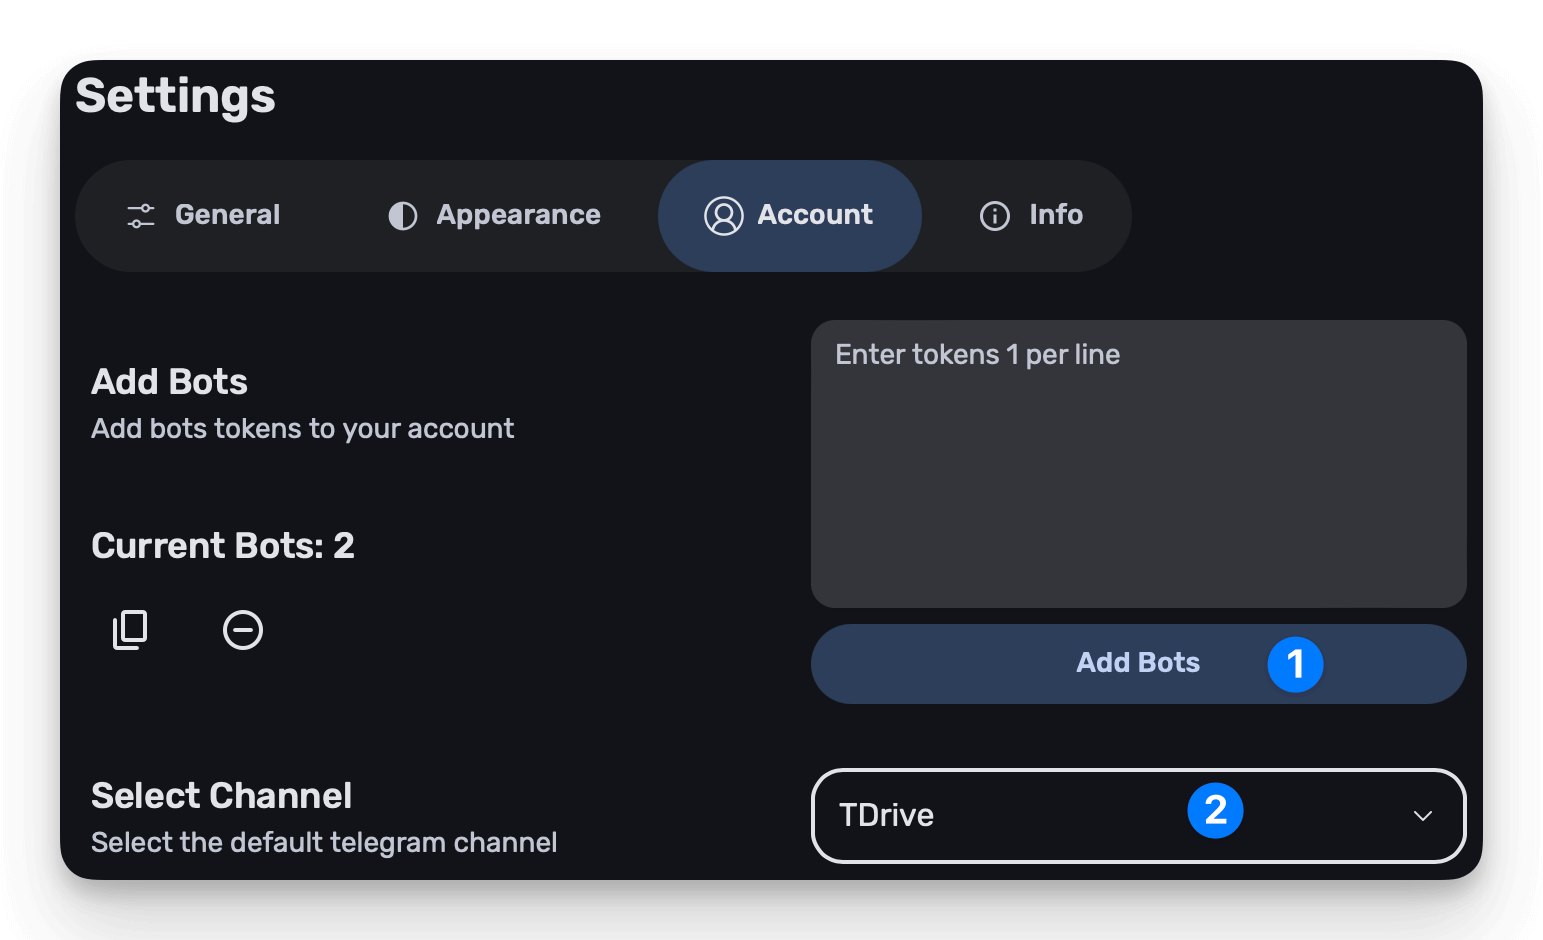 Settings
General
Appearance
Account
Info
Enter tokens 1 per line
Add Bots
Add bots tokens to your account
Current Bots: 2
Add Bots
1
Select Channel
Select the default telegram channel
TDrive
2